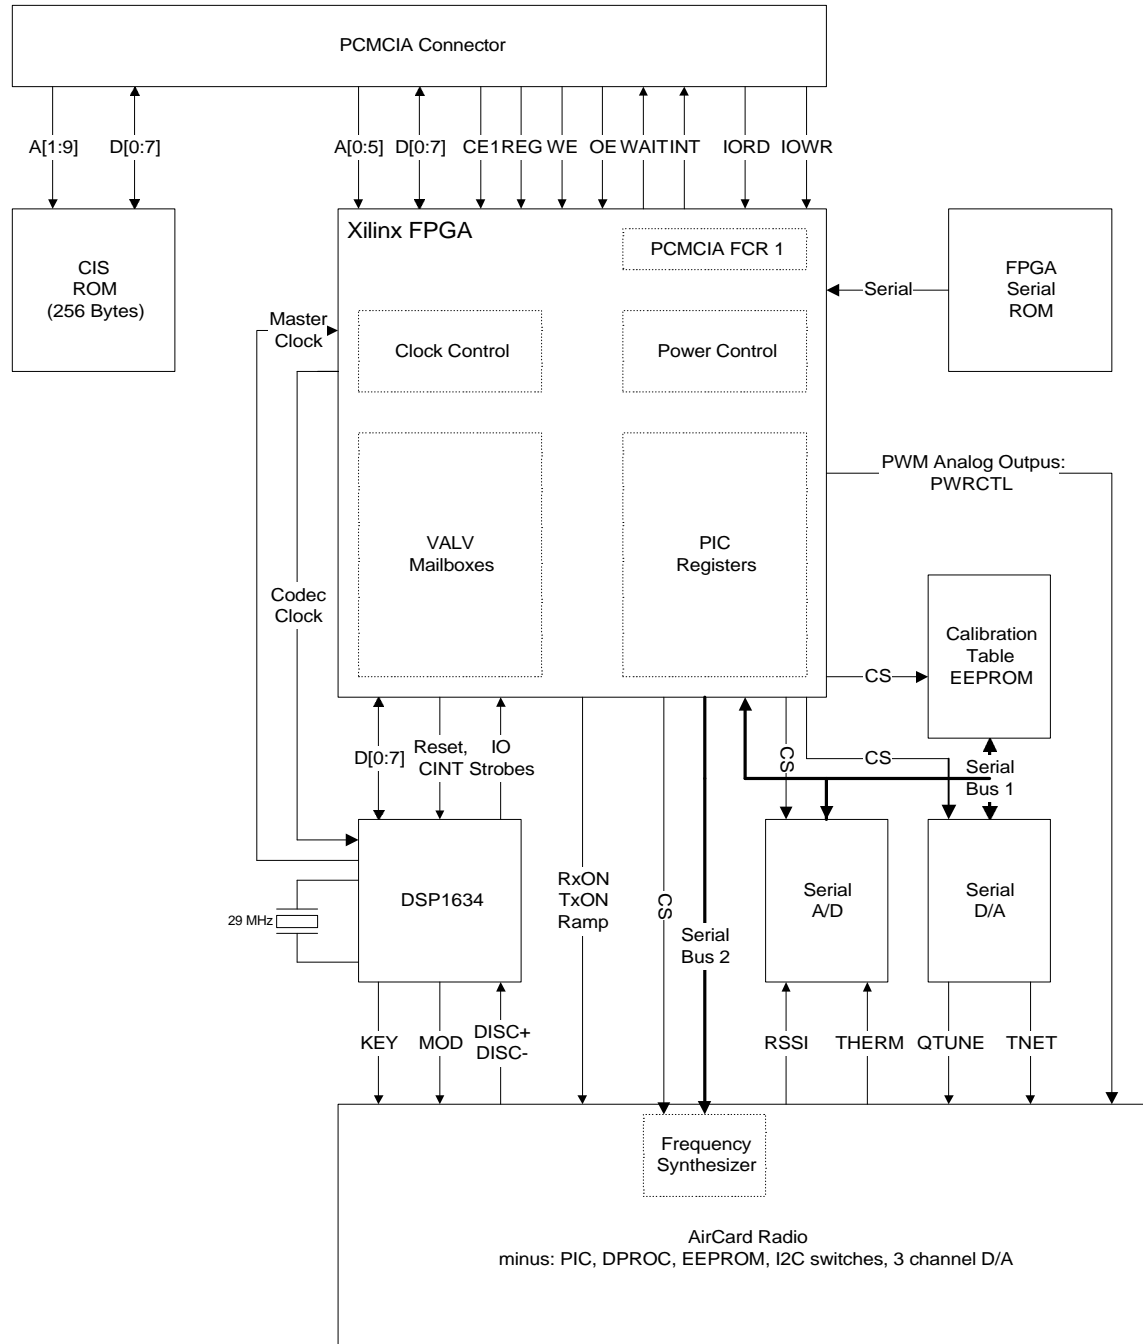 PCMCIA Connector
A[1:9]
D[0:7]
A[0:5]
D[0:7]
CE1
REG
WE
OE
WAIT
INT
IORD
IOWR
CIS
ROM
(256 Bytes)
Xilinx FPGA
PCMCIA FCR 1
FPGA
Serial
ROM
Serial
Master
Clock
Clock Control
Power Control
PWM Analog Outpus:
PWRCTL
VALV
Mailboxes
PIC
Registers
Codec
Clock
Calibration
Table
EEPROM
CS
D[0:7]
Reset,
CINT
IO
Strobes
CS
CS
Serial
Bus 1
DSP1634
29 MHz
RxON
TxON
Ramp
CS
Serial
Bus 2
Serial
A/D
Serial
D/A
KEY
MOD
DISC+
DISC-
RSSI
THERM
QTUNE
TNET
Frequency
Synthesizer
AirCard Radio
minus: PIC, DPROC, EEPROM, I2C switches, 3 channel D/A